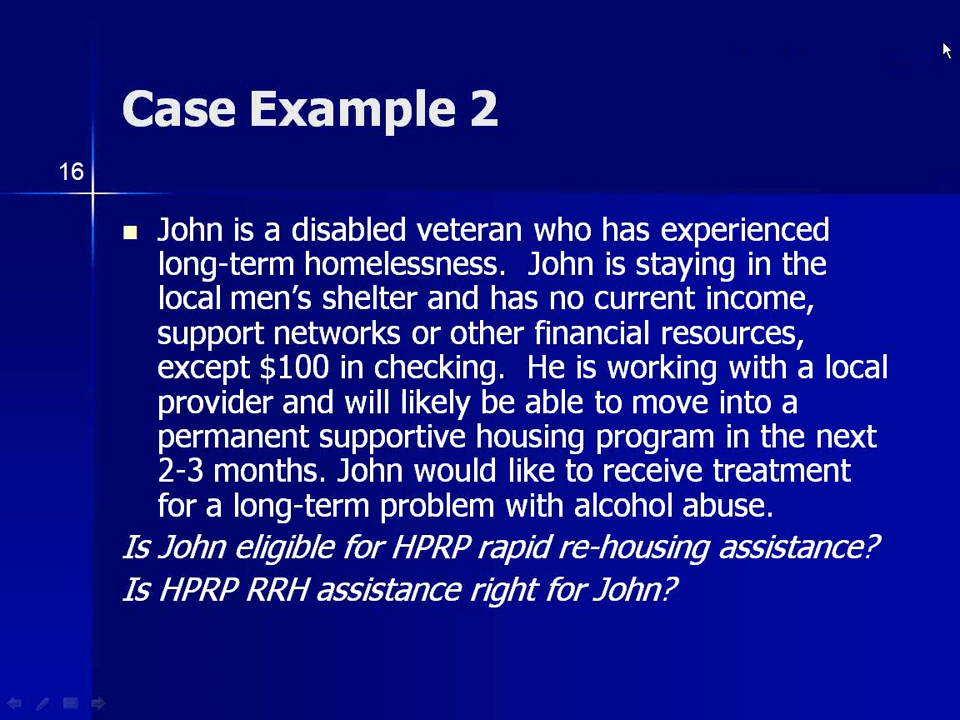 Case Example 2
16
John is a disabled veteran who has experienced
long-term homelessness.  John is staying in the
local men’s shelter and has no current income,
support networks or other financial resources,
except $100 in checking.  He is working with a local
provider and will likely be able to move into a
permanent supportive housing program in the next
2-3 months. John would like to receive treatment
for a long-term problem with alcohol abuse.
Is John eligible for HPRP rapid re-housing assistance?
Is HPRP RRH assistance right for John?